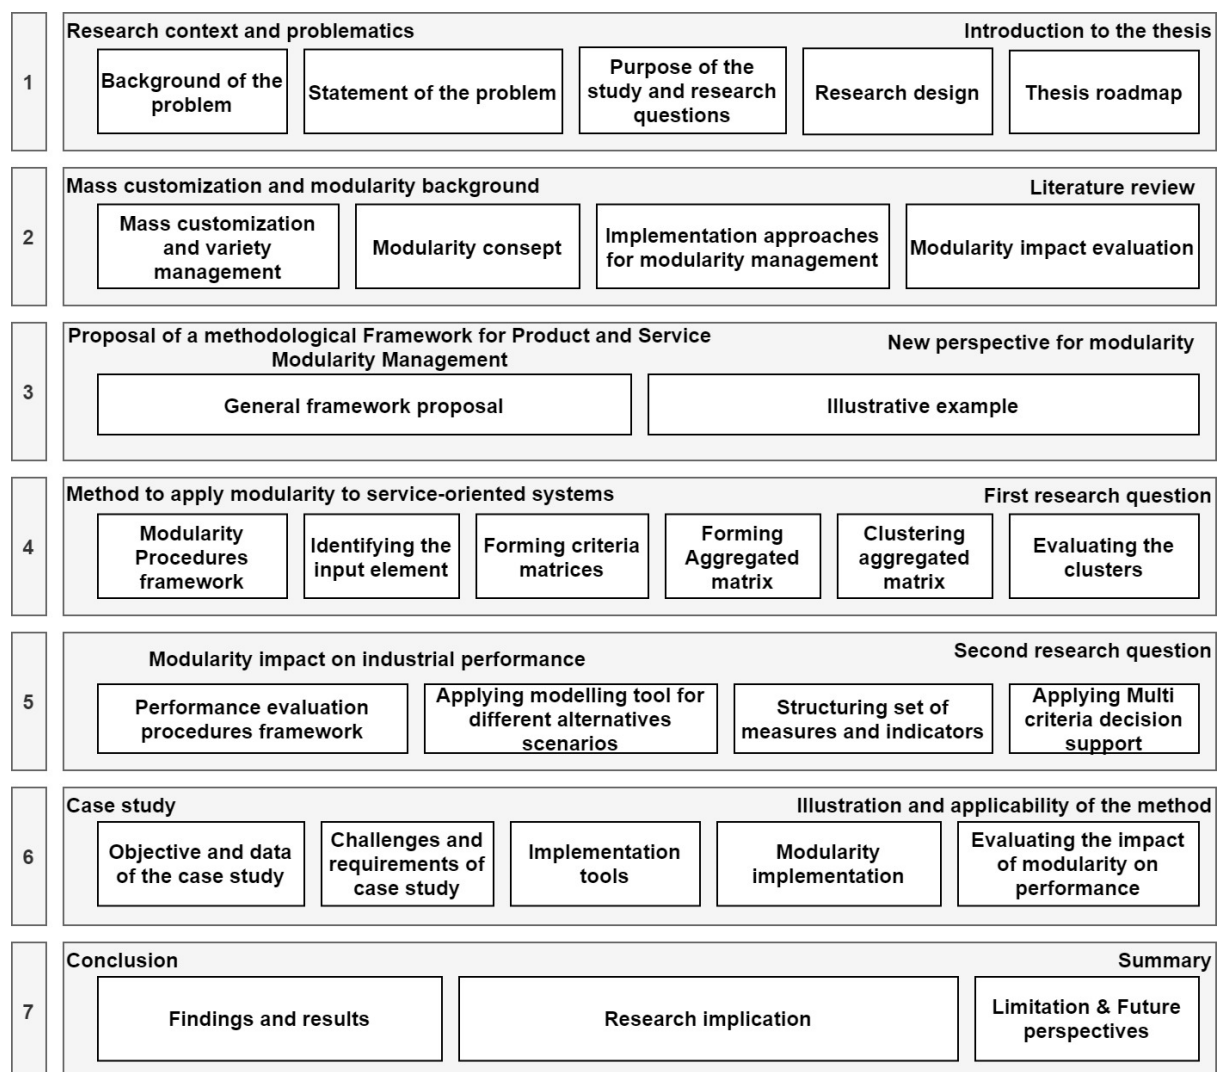 1
Research context and problematics
Introduction to the thesis
Background of the
problem
Statement of the problem
Purpose of the
study and research
questions
Research design
Thesis roadmap
2
Mass customization and modularity background
Literature review
Mass customization
and variety
management
Modularity consept
Implementation approaches
for modularity management
Modularity impact evaluation
3
Proposal of a methodological Framework for Product and Service
Modularity Management
New perspective for modularity
General framework proposal
Illustrative example
4
Method to apply modularity to service-oriented systems
First research question
Modularity
Procedures
framework
Identifying the
input element
Forming criteria
matrices
Forming
Aggregated
matrix
Clustering
aggregated
matrix
Evaluating the
clusters
5
Modularity impact on industrial performance
Second research question
Performance evaluation
procedures framework
Applying modelling tool for
different alternatives
scenarios
Structuring set of
measures and indicators
Applying Multi
criteria decision
support
6
Case study
Illustration and applicability of the method
Objective and data
of the case study
Challenges and
requirements of
case study
Implementation
tools
Modularity
implementation
Evaluating the impact
of modularity on
performance
7
Conclusion
Summary
Findings and results
Research implication
Limitation & Future
perspectives